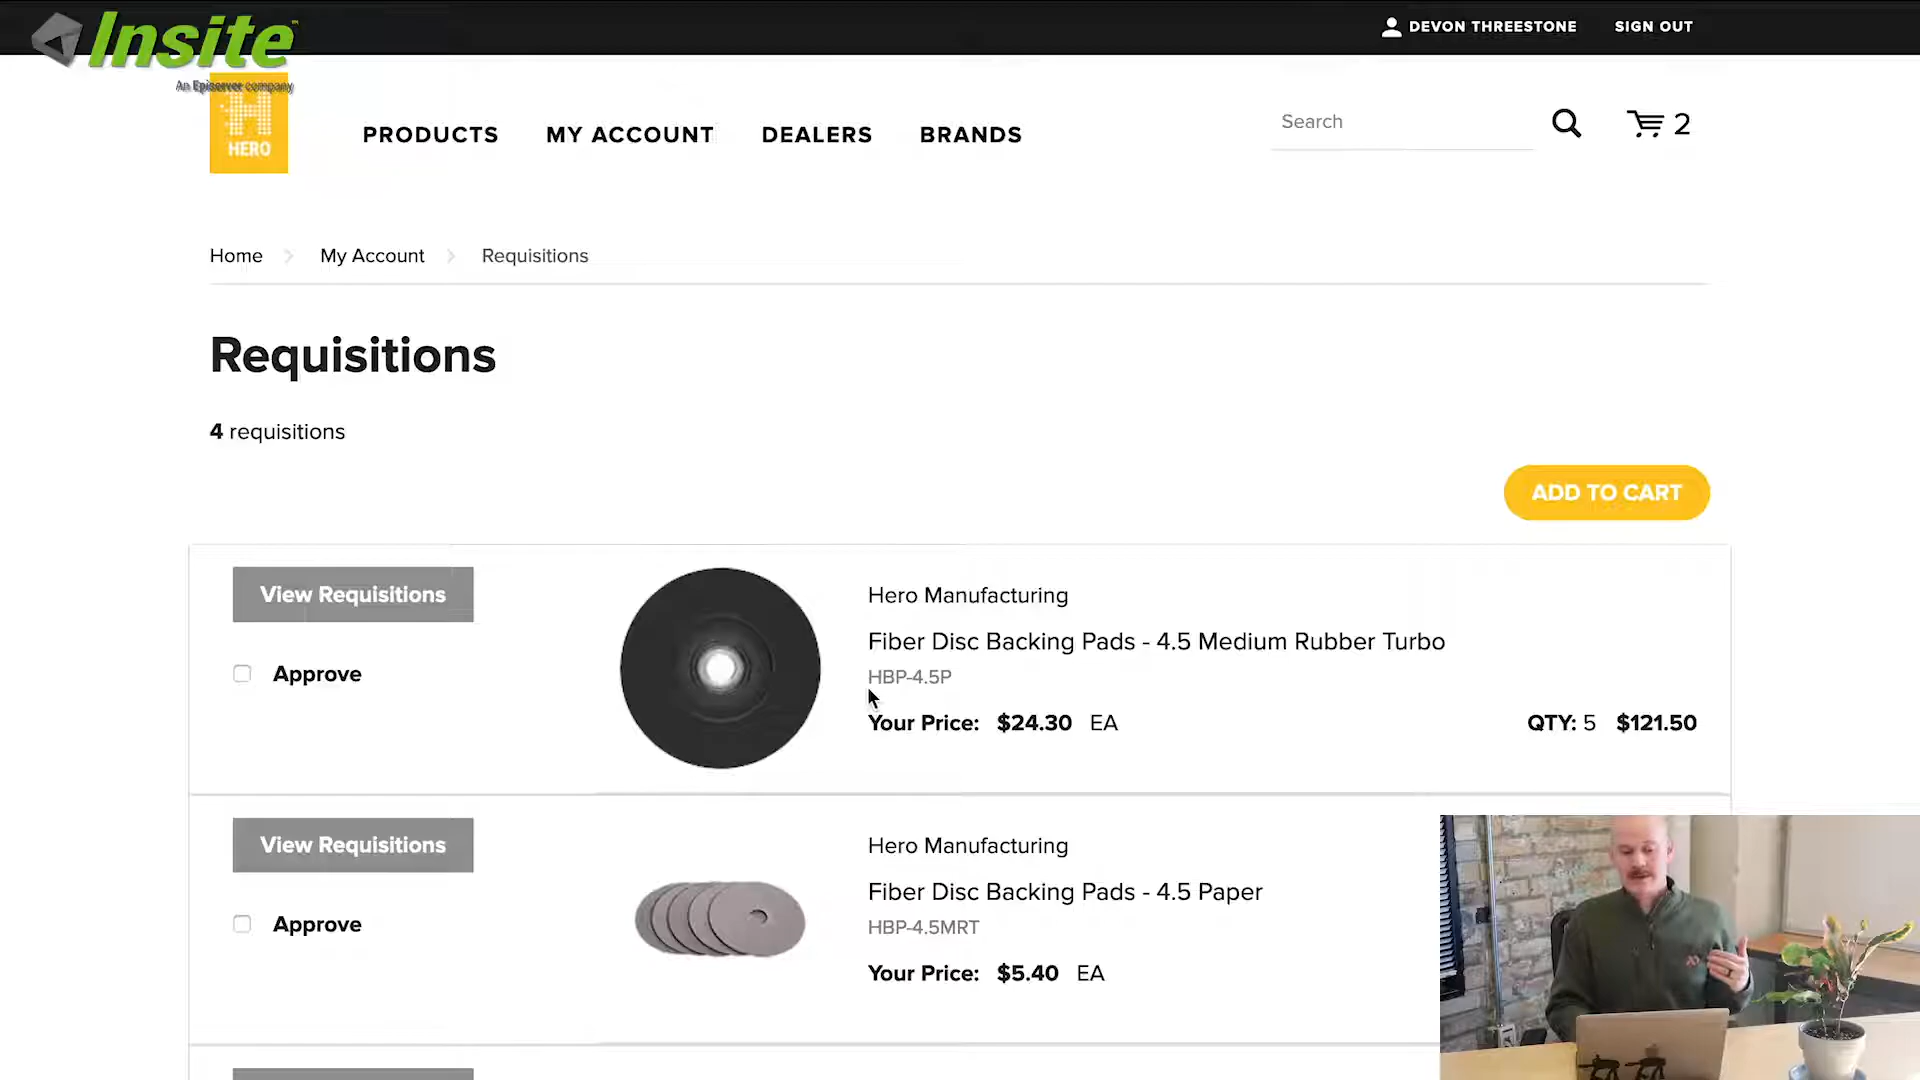 Insite™
An Episerver company
DEVON THREESTONE
SIGN OUT
H
HERO
PRODUCTS
MY ACCOUNT
DEALERS
BRANDS
Search
2
Home
My Account
Requisitions
Requisitions
4 requisitions
ADD TO CART
View Requisitions
Approve
Hero Manufacturing
Fiber Disc Backing Pads - 4.5 Medium Rubber Turbo
HBP-4.5P
Your Price: $24.30 EA
QTY: 5 $121.50
View Requisitions
Approve
Hero Manufacturing
Fiber Disc Backing Pads - 4.5 Paper
HBP-4.5MRT
Your Price: $5.40 EA